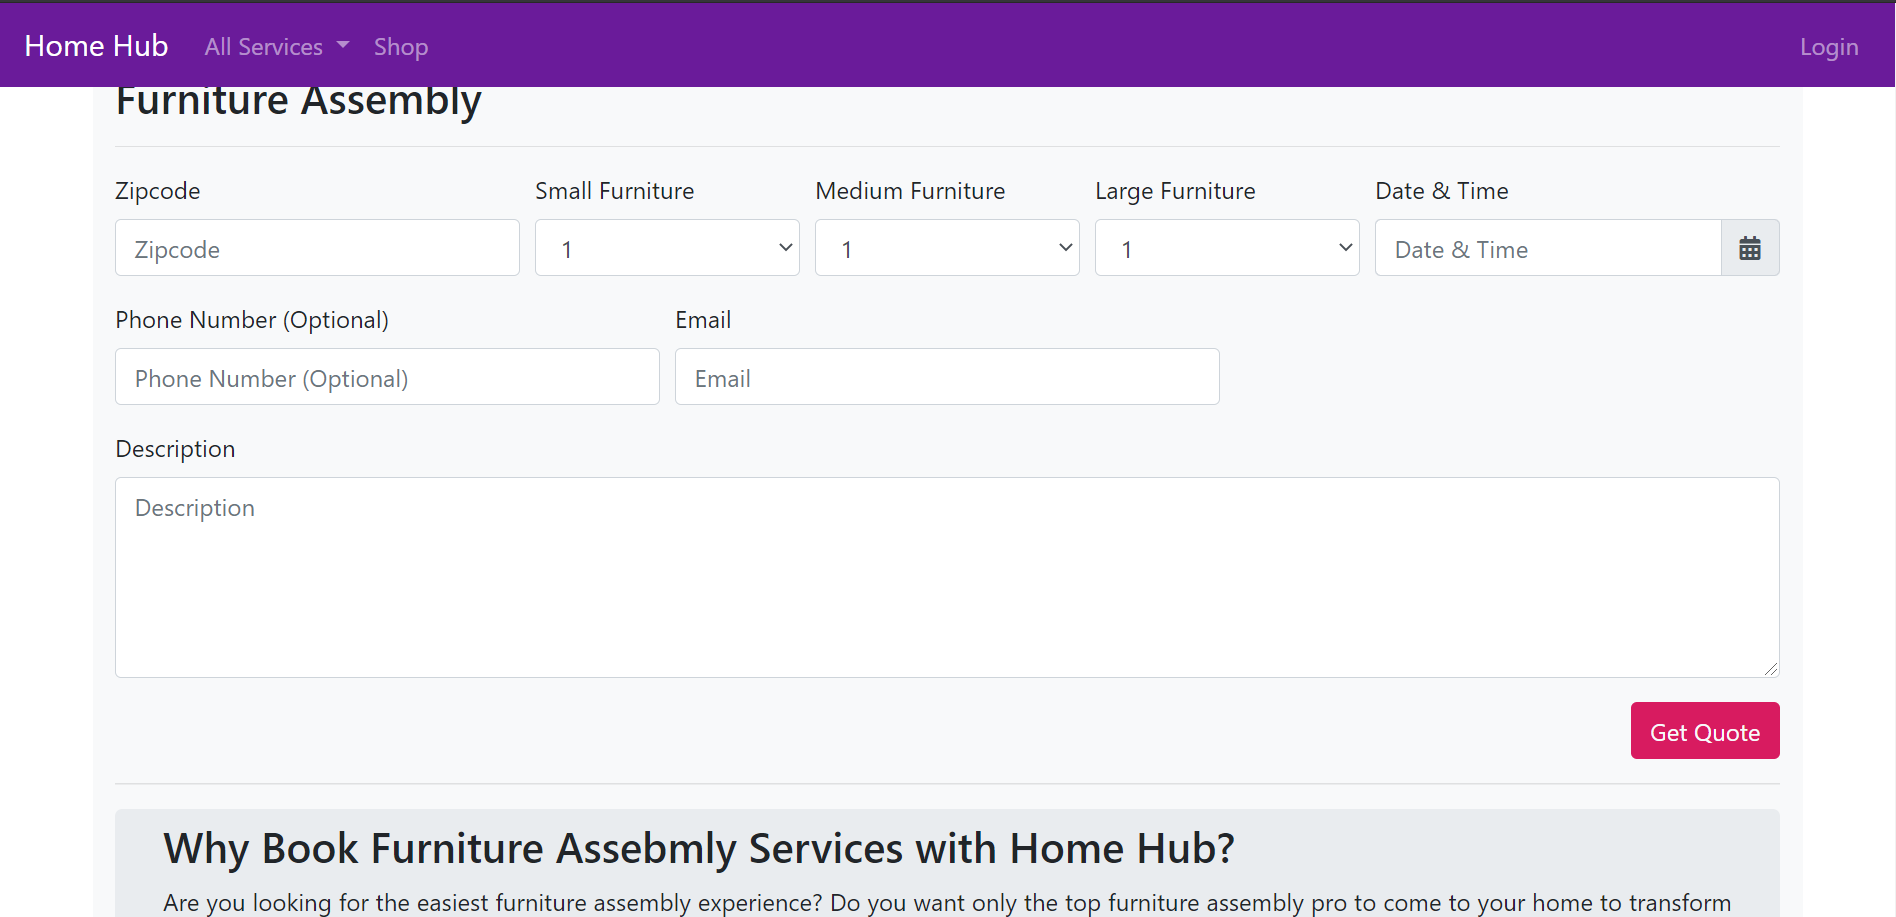 Home Hub All Services Shop Login
Furniture Assembly
Zipcode Small Furniture Medium Furniture Large Furniture Date & Time
Zipcode 1 1 1 Date & Time
Phone Number (Optional) Email
Phone Number (Optional) Email
Description
Description
Get Quote
Why Book Furniture Assebmly Services with Home Hub?
Are you looking for the easiest furniture assembly experience? Do you want only the top furniture assembly pro to come to your home to transform